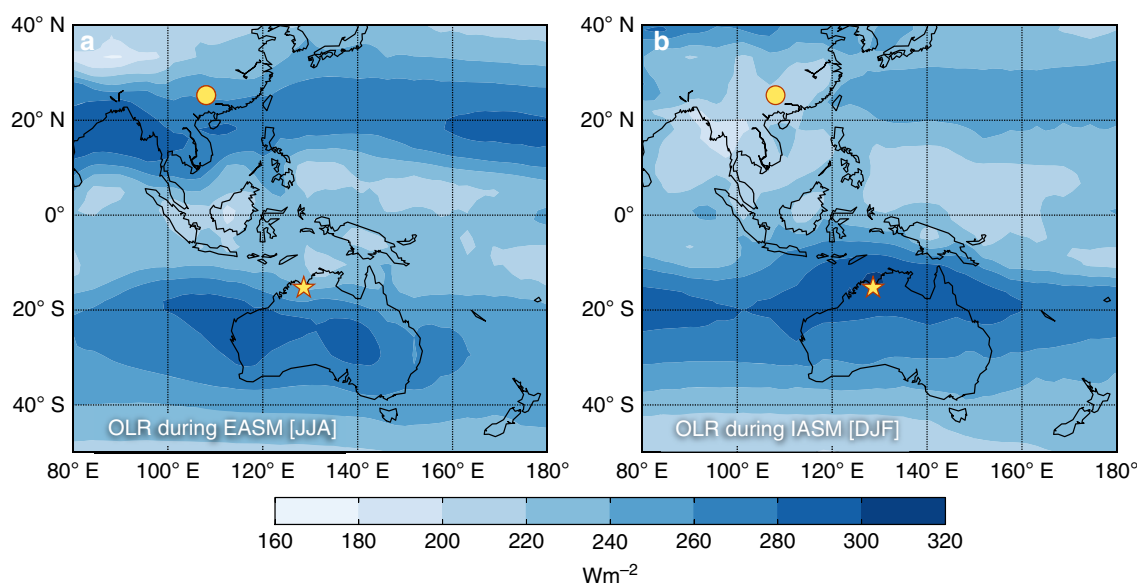 a
b
40° N
20° N
0°
20° S
40° S
80° E
100° E
120° E
140° E
160° E
180°
OLR during EASM [JJA]
40° N
20° N
0°
20° S
40° S
80° E
100° E
120° E
140° E
160° E
180°
OLR during IASM [DJF]
160
180
200
220
240
260
280
300
320
Wm⁻²